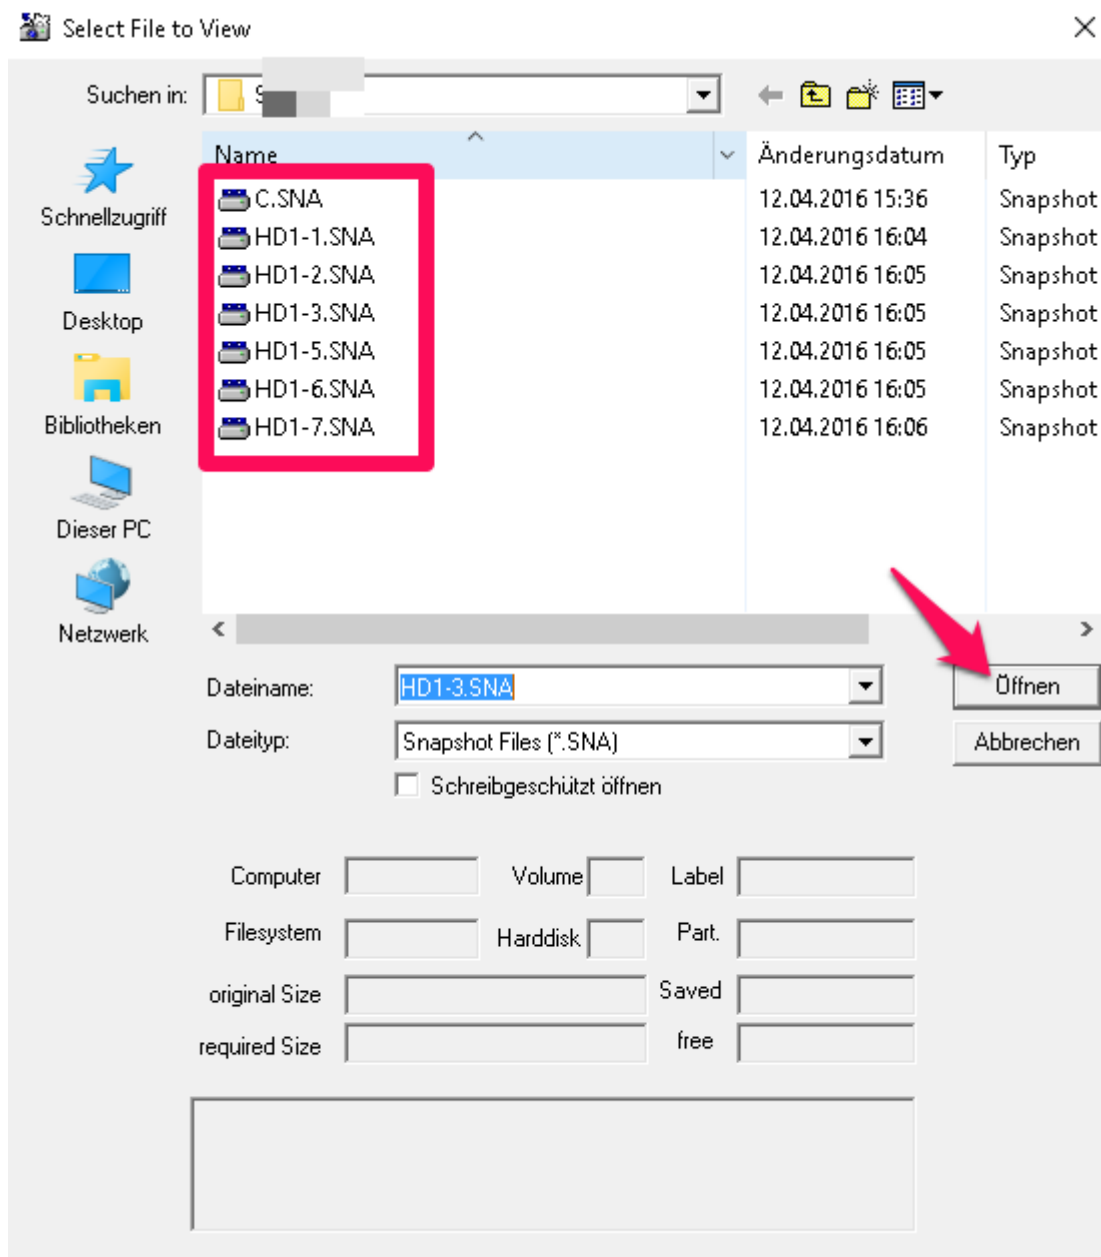 Select File to View
Suchen in:
Name Änderungsdatum Typ
C.SNA 12.04.2016 15:36 Snapshot
HD1-1.SNA 12.04.2016 16:04 Snapshot
HD1-2.SNA 12.04.2016 16:05 Snapshot
HD1-3.SNA 12.04.2016 16:05 Snapshot
HD1-5.SNA 12.04.2016 16:05 Snapshot
HD1-6.SNA 12.04.2016 16:05 Snapshot
HD1-7.SNA 12.04.2016 16:06 Snapshot
Schnellzugriff
Desktop
Bibliotheken
Dieser PC
Netzwerk
Dateiname: HD1-3.SNA Öffnen
Dateityp: Snapshot Files (*.SNA) Abbrechen
Schreibgeschützt öffnen
Computer Volume Label
Filesystem Harddisk Part.
original Size Saved
required Size free